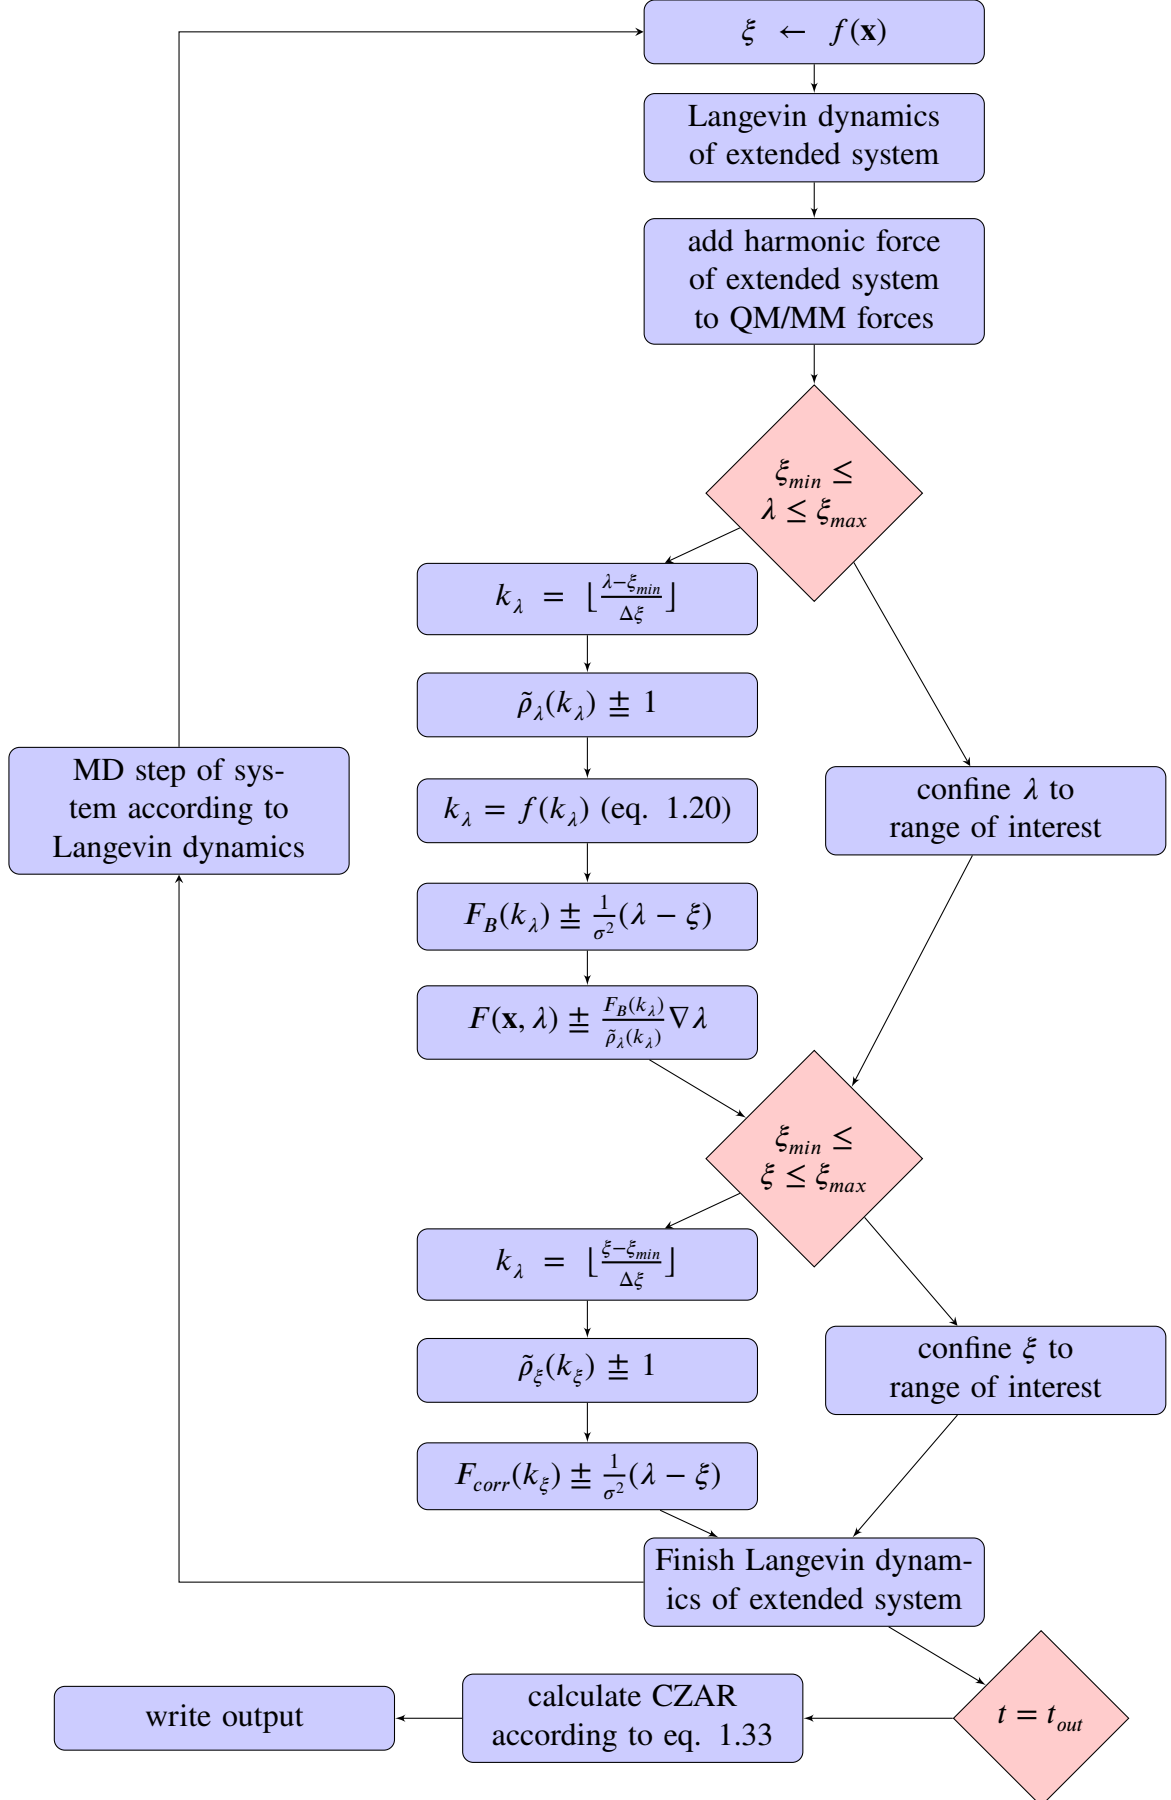 ξ ← f(x)
Langevin dynamics
of extended system
add harmonic force
of extended system
to QM/MM forces
ξ_min ≤
λ ≤ ξ_max
k_λ = ⌊(λ−ξ_min)/Δξ⌋
ρ̃_λ(k_λ) ±= 1
k_λ = f(k_λ) (eq. 1.20)
F_B(k_λ) ±= 1/σ² (λ − ξ)
F(x, λ) ±= F_B(k_λ)/ρ̃_λ(k_λ) ∇λ
confine λ to
range of interest
MD step of sys-
tem according to
Langevin dynamics
ξ_min ≤
ξ ≤ ξ_max
k_λ = ⌊(ξ−ξ_min)/Δξ⌋
ρ̃_ξ(k_ξ) ±= 1
F_corr(k_ξ) ±= 1/σ² (λ − ξ)
confine ξ to
range of interest
Finish Langevin dynam-
ics of extended system
t = t_out
calculate CZAR
according to eq. 1.33
write output